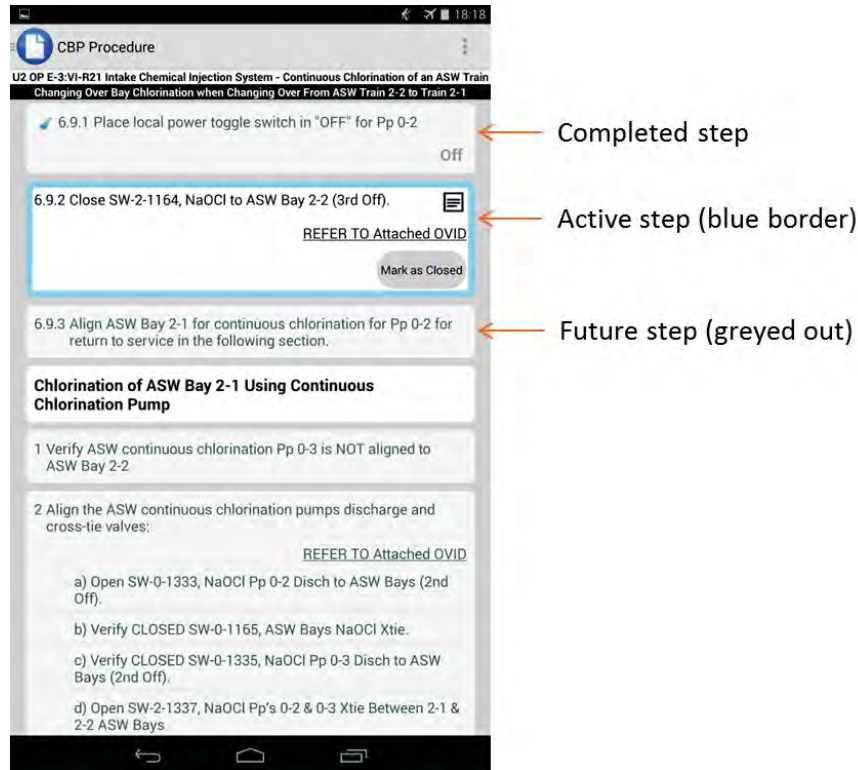 18:18
CBP Procedure
U2 OP E-3:VI-R21 Intake Chemical Injection System - Continuous Chlorination of an ASW Train
Changing Over Bay Chlorination when Changing Over From ASW Train 2-2 to Train 2-1
6.9.1 Place local power toggle switch in "OFF" for Pp 0-2
Off
Completed step
6.9.2 Close SW-2-1164, NaOCl to ASW Bay 2-2 (3rd Off).
REFER TO Attached OVID
Mark as Closed
Active step (blue border)
6.9.3 Align ASW Bay 2-1 for continuous chlorination for Pp 0-2 for
return to service in the following section.
Future step (greyed out)
Chlorination of ASW Bay 2-1 Using Continuous
Chlorination Pump
1 Verify ASW continuous chlorination Pp 0-3 is NOT aligned to
ASW Bay 2-2
2 Align the ASW continuous chlorination pumps discharge and
cross-tie valves:
REFER TO Attached OVID
a) Open SW-0-1333, NaOCl Pp 0-2 Disch to ASW Bays (2nd
Off).
b) Verify CLOSED SW-0-1165, ASW Bays NaOCl Xtie.
c) Verify CLOSED SW-0-1335, NaOCl Pp 0-3 Disch to ASW
Bays (2nd Off).
d) Open SW-2-1337, NaOCl Pp's 0-2 & 0-3 Xtie Between 2-1 &
2-2 ASW Bays